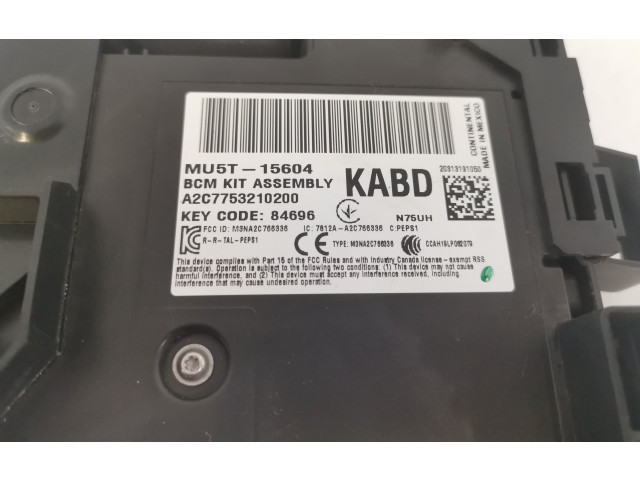 MU5T-15604
BCM KIT ASSEMBLY
KABD
A2C7753210200
KEY CODE: 84696
N75UH
FCC ID: M3NA2C766336 IC: 7812A-A2C766336 C:PEPS1
R-R-TAL-PEPS1
CE TYPE: M3NA2C766336
This device complies with Part 15 of the FCC Rules and with Industry Canada license - exempt RSS
standard(s). Operation is subject to the following two conditions: (1) This device may not cause
harmful interference, and (2) This device must accept any interference received, including
interference that may cause undesired operation.
CONTINENTAL
MADE IN MEXICO